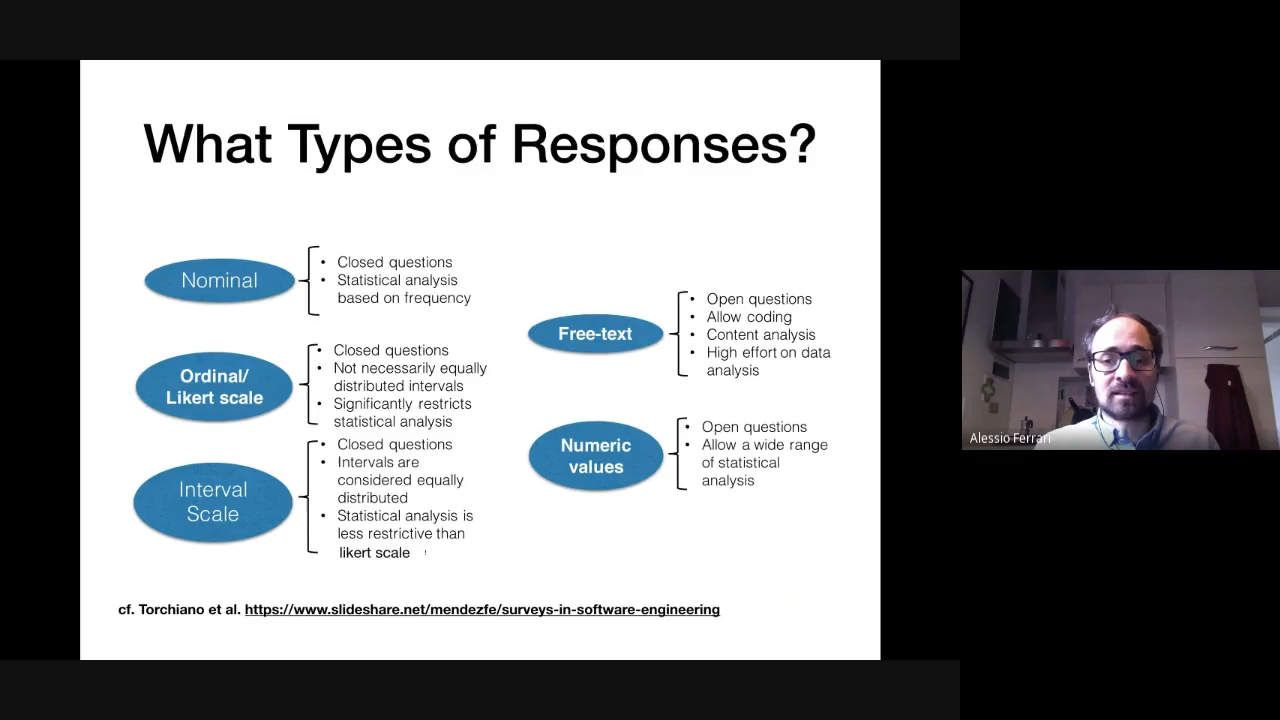 What Types of Responses?
Nominal
• Closed questions
• Statistical analysis
based on frequency
Ordinal/
Likert scale
• Closed questions
• Not necessarily equally
distributed intervals
• Significantly restricts
statistical analysis
Interval
Scale
• Closed questions
• Intervals are
considered equally
distributed
• Statistical analysis is
less restrictive than
likert scale
Free-text
• Open questions
• Allow coding
• Content analysis
• High effort on data
analysis
Numeric
values
• Open questions
• Allow a wide range
of statistical
analysis
cf. Torchiano et al. https://www.slideshare.net/mendezfe/surveys-in-software-engineering
Alessio Ferrari